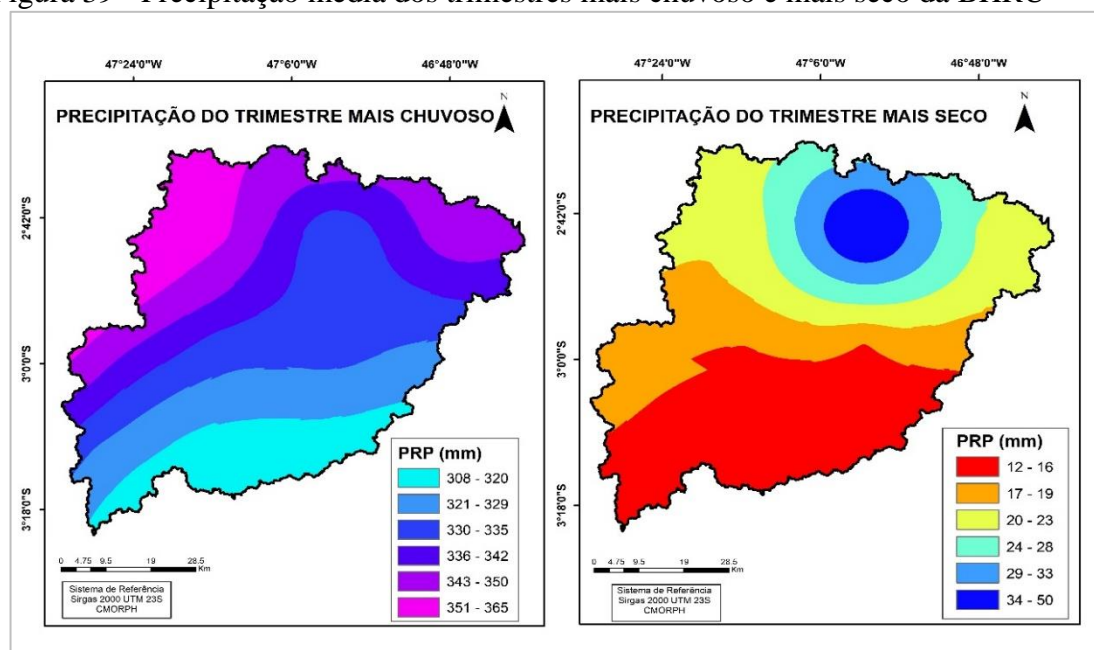 Figura 39 - Precipitação média dos trimestres mais chuvoso e mais seco da BHRU
47°24'0"W 47°6'0"W 46°48'0"W
PRECIPITAÇÃO DO TRIMESTRE MAIS CHUVOSO
N
2°42'0"S
3°0'0"S
3°18'0"S
PRP (mm)
308 - 320
321 - 329
330 - 335
336 - 342
343 - 350
351 - 365
0 4.75 9.5 19 28.5
Km
Sistema de Referência
Sirgas 2000 UTM 23S
CMORPH
47°24'0"W 47°6'0"W 46°48'0"W
PRECIPITAÇÃO DO TRIMESTRE MAIS SECO
N
2°42'0"S
3°0'0"S
3°18'0"S
PRP (mm)
12 - 16
17 - 19
20 - 23
24 - 28
29 - 33
34 - 50
0 4.75 9.5 19 28.5
Km
Sistema de Referência
Sirgas 2000 UTM 23S
CMORPH